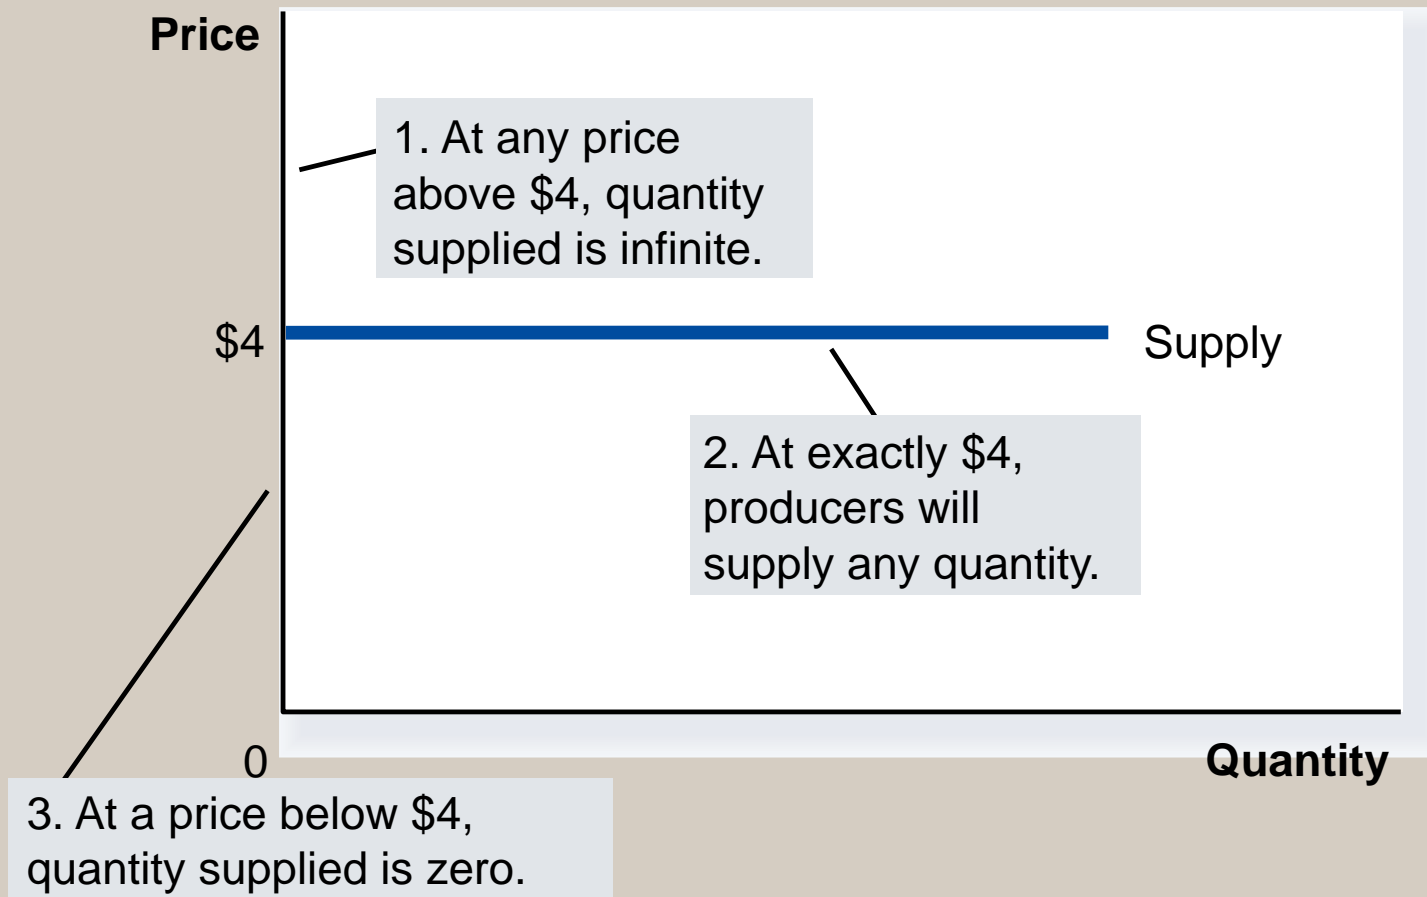 Price
1. At any price
above $4, quantity
supplied is infinite.
$4
Supply
2. At exactly $4,
producers will
supply any quantity.
0
Quantity
3. At a price below $4,
quantity supplied is zero.